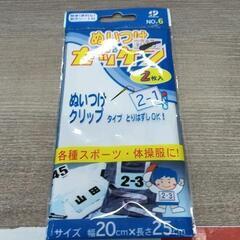 NO.6
ぬいつけ
ゼッケン
2枚入
2-1
ぬいつけ
クリップ タイプ とりはずしOK!
各種スポーツ・体操服に!
45
山田
2-3
2-3
サイズ 幅20cm×長さ25cm